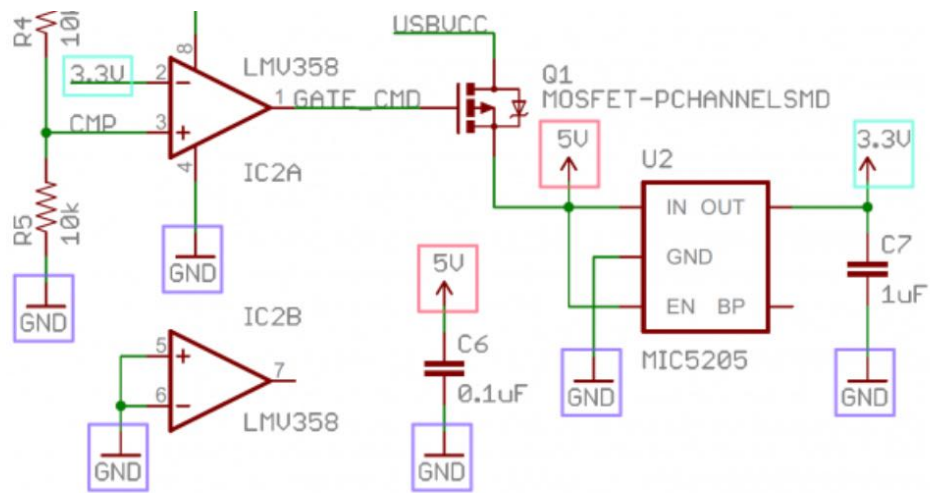 R4
10k
USBVCC
8
LMV358
3.3V
2
1
GATE_CMD
Q1
MOSFET-PCHANNELSMD
CMP
3
4
IC2A
5V
U2
3.3V
R5
10k
GND
GND
IN OUT
GND
EN BP
C7
1uF
MIC5205
5V
IC2B
5
6
7
C6
0.1uF
LMV358
GND
GND
GND
GND